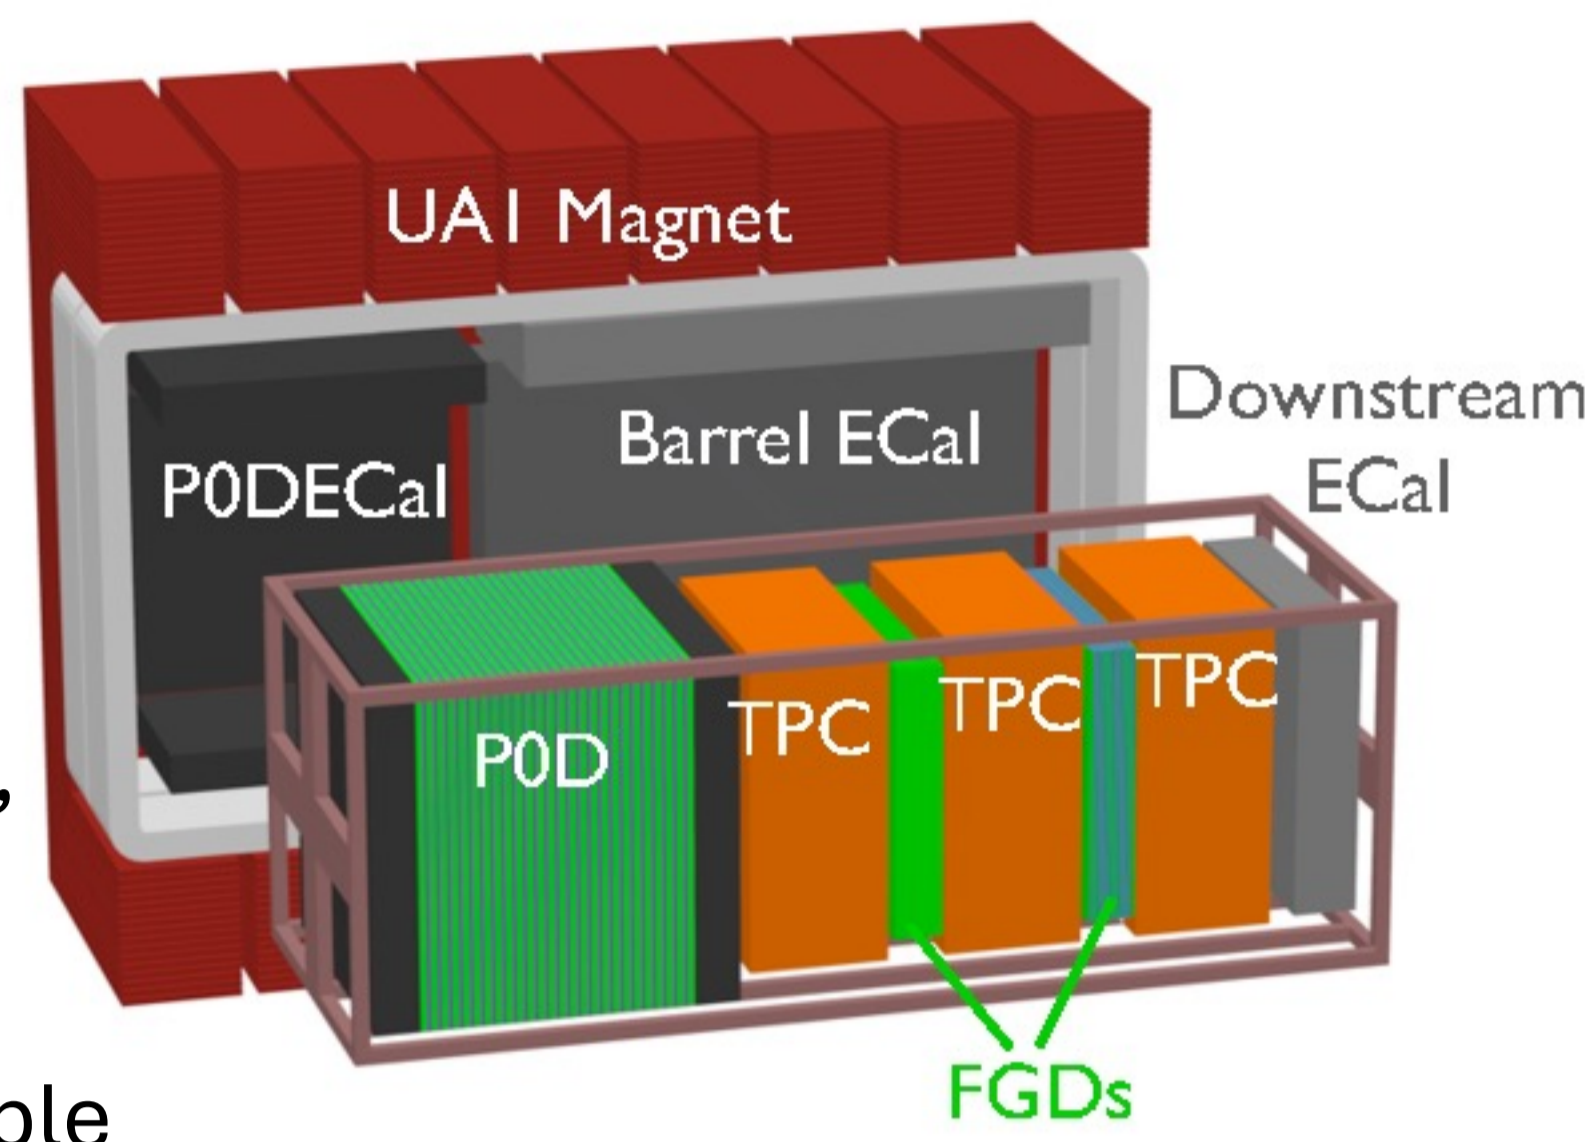 UA1 Magnet
Downstream
ECal
Barrel ECal
P0DECal
TPC
TPC
TPC
P0D
,
FGDs